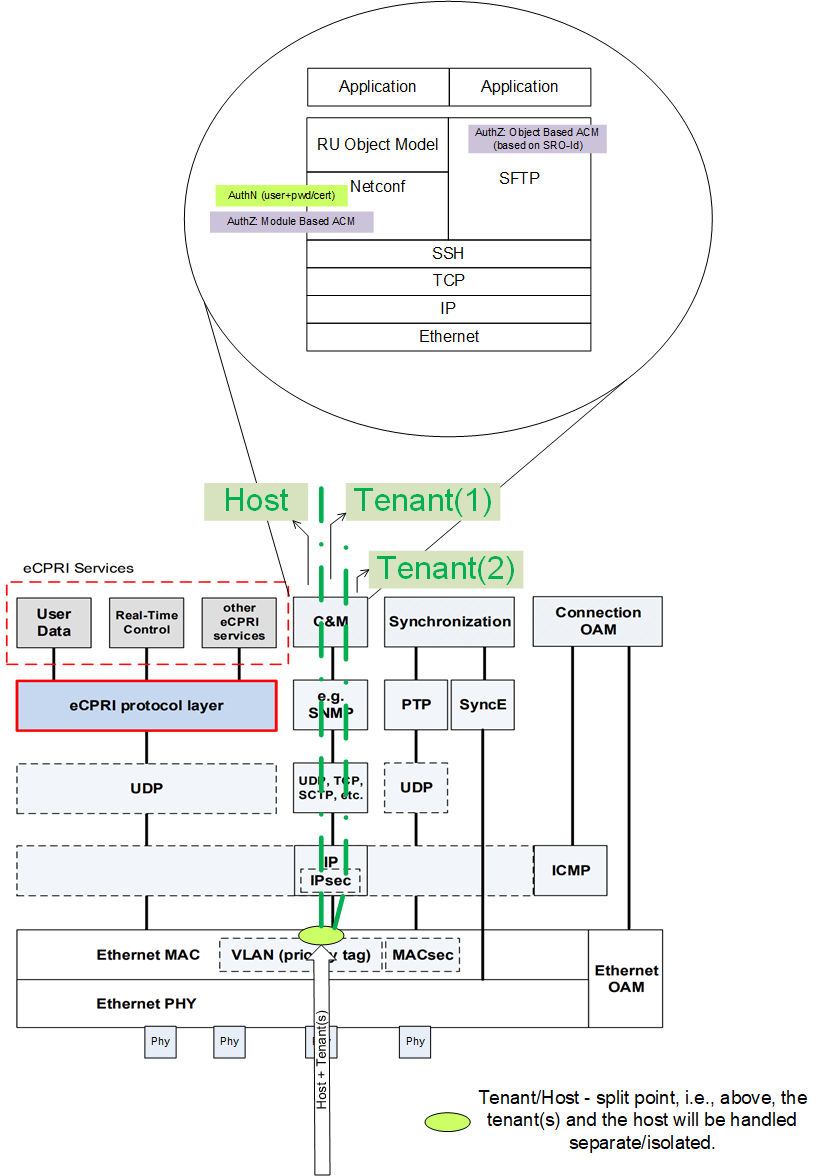 Application
Application
RU Object Model
AuthZ: Object Based ACM
(based on SRO-Id)
SFTP
Netconf
AuthN (user+pwd/cert)
AuthZ: Module Based ACM
SSH
TCP
IP
Ethernet
Host
Tenant(1)
Tenant(2)
eCPRI Services
User
Data
Real-Time
Control
other
eCPRI
services
C&M
Synchronization
Connection
OAM
eCPRI protocol layer
e.g.
SNMP
PTP
SyncE
UDP
UDP, TCP,
SCTP, etc.
UDP
IP
IPsec
ICMP
Ethernet MAC
VLAN (priority tag)
MACsec
Ethernet
OAM
Ethernet PHY
Phy
Phy
Phy
Host + Tenant(s)
Tenant/Host - split point, i.e., above, the
tenant(s) and the host will be handled
separate/isolated.